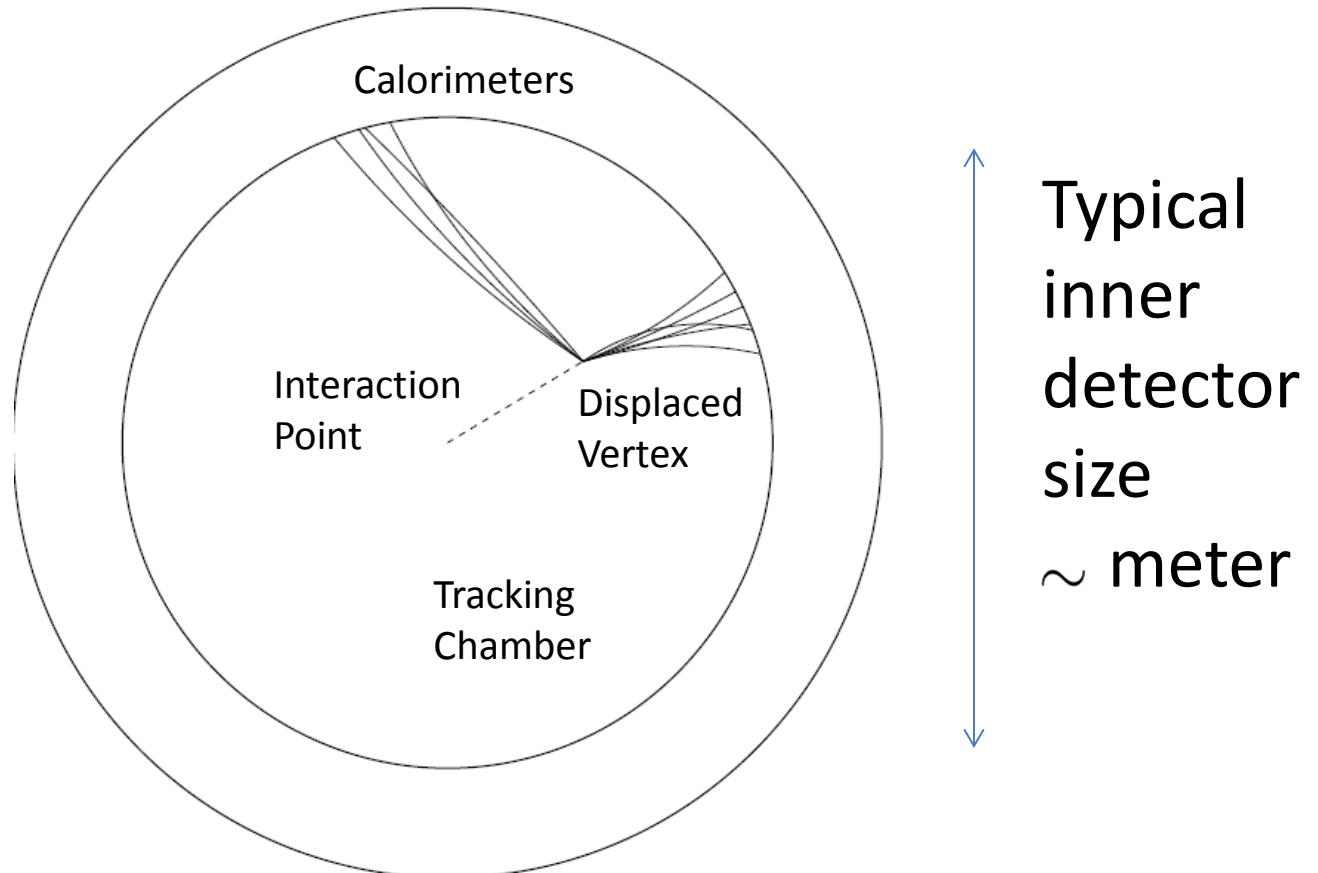 Calorimeters
Interaction
Point
Displaced
Vertex
Tracking
Chamber
Typical
inner
detector
size
~ meter